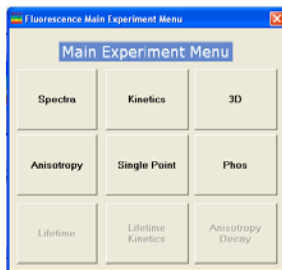 Fluorescence Main Experiment Menu
Main Experiment Menu
Spectra
Kinetics
3D
Anisotropy
Single Point
Phos
Lifetime
Lifetime
Kinetics
Anisotropy
Decay